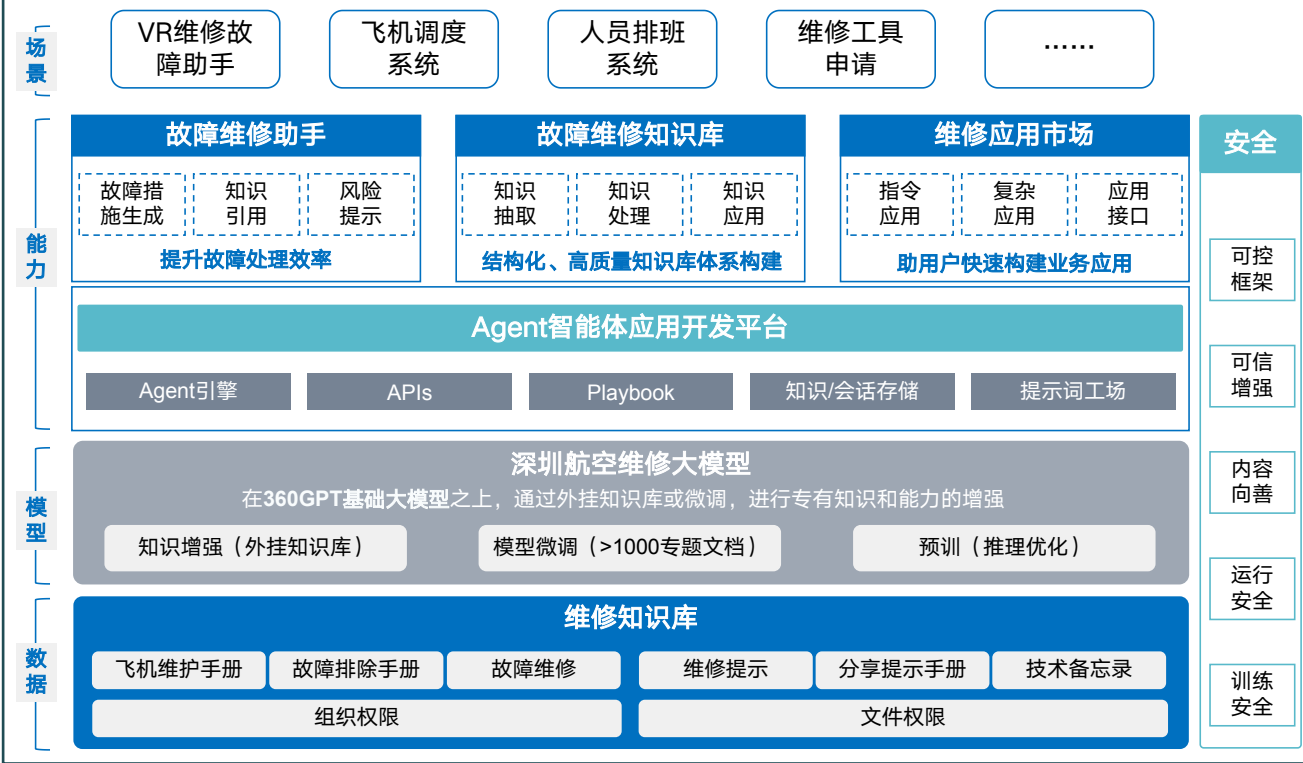 场
景
VR维修故
障助手
飞机调度
系统
人员排班
系统
维修工具
申请
……
能
力
故障维修助手
故障措
施生成
知识
引用
风险
提示
提升故障处理效率
故障维修知识库
知识
抽取
知识
处理
知识
应用
结构化、高质量知识库体系构建
维修应用市场
指令
应用
复杂
应用
应用
接口
助用户快速构建业务应用
Agent智能体应用开发平台
Agent引擎
APIs
Playbook
知识/会话存储
提示词工场
模
型
深圳航空维修大模型
在360GPT基础大模型之上，通过外挂知识库或微调，进行专有知识和能力的增强
知识增强（外挂知识库）
模型微调（>1000专题文档）
预训（推理优化）
数
据
维修知识库
飞机维护手册
故障排除手册
故障维修
维修提示
分享提示手册
技术备忘录
组织权限
文件权限
安全
可控
框架
可信
增强
内容
向善
运行
安全
训练
安全